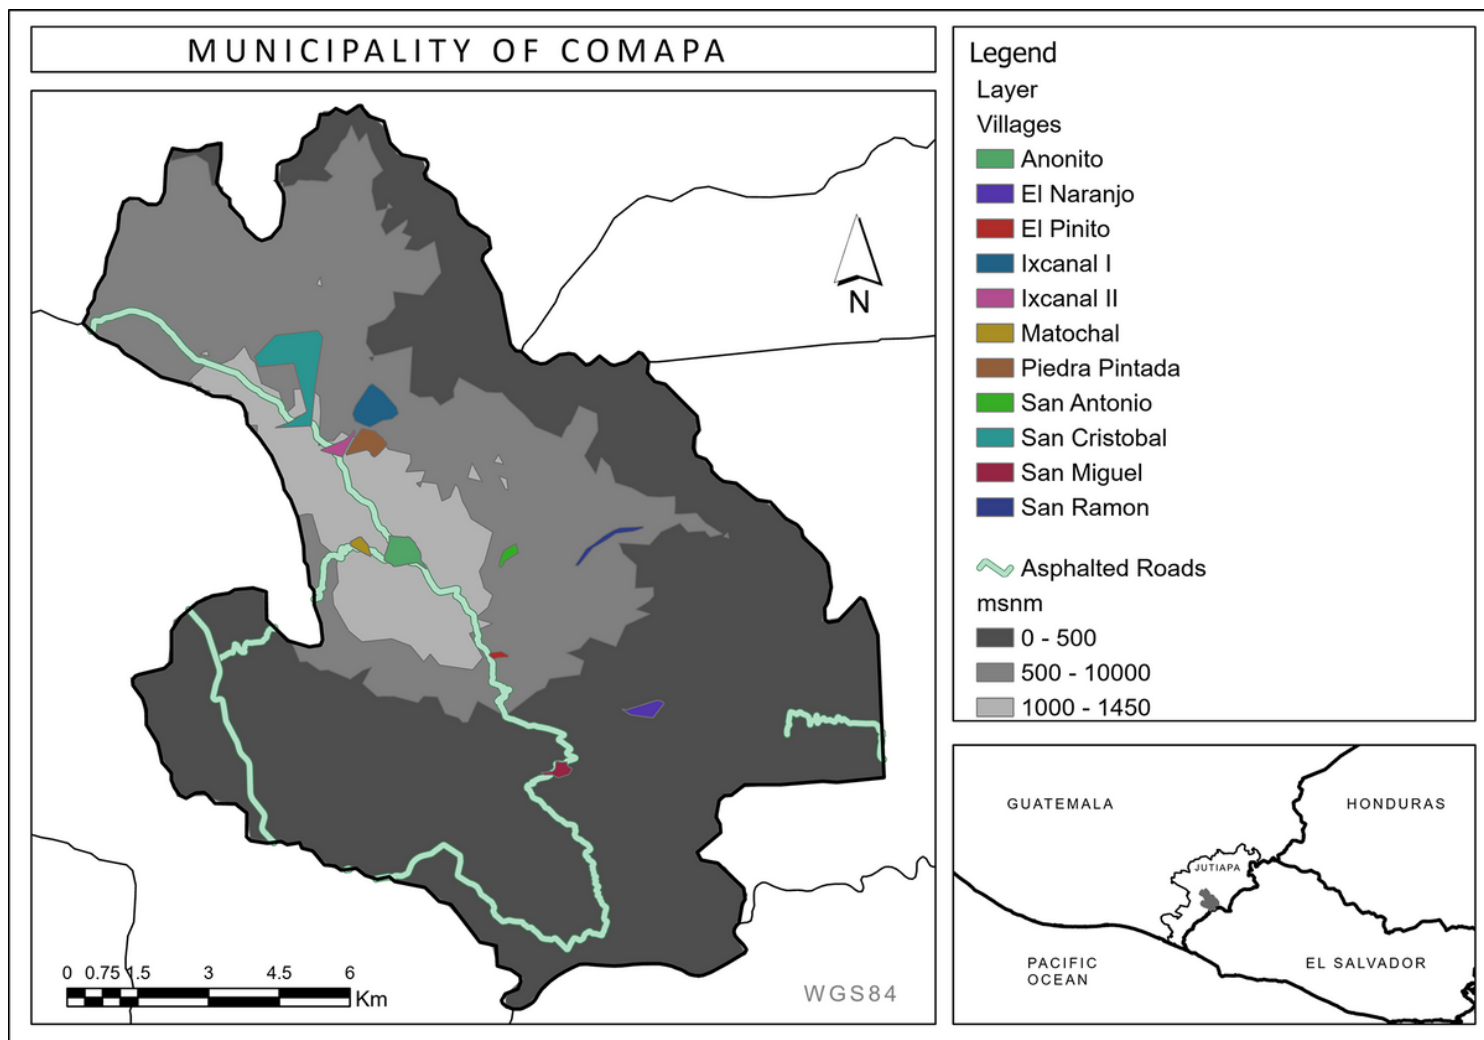 MUNICIPALITY OF COMAPA
N
0 0.75 1.5 3 4.5 6
Km
WGS84
Legend
Layer
Villages
Anonito
El Naranjo
El Pinito
Ixcanal I
Ixcanal II
Matochal
Piedra Pintada
San Antonio
San Cristobal
San Miguel
San Ramon
Asphalted Roads
msnm
0 - 500
500 - 10000
1000 - 1450
GUATEMALA
HONDURAS
JUTIAPA
PACIFIC
OCEAN
EL SALVADOR